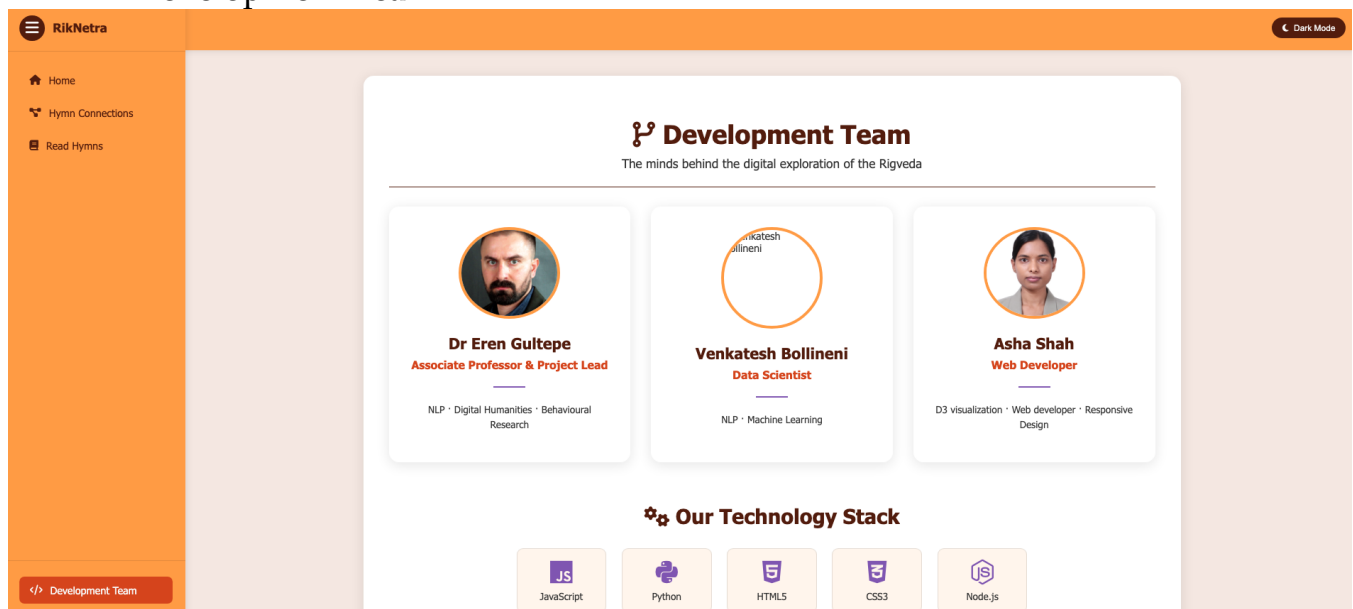 RikNetra
Dark Mode
Home
Hymn Connections
Read Hymns
Development Team
The minds behind the digital exploration of the Rigveda
Dr Eren Gultepe
Associate Professor & Project Lead
NLP · Digital Humanities · Behavioural
Research
Venkatesh Bollineni
Data Scientist
NLP · Machine Learning
Asha Shah
Web Developer
D3 visualization · Web developer · Responsive
Design
Our Technology Stack
JS
JavaScript
Python
5
HTML5
3
CSS3
JS
Node.js
</> Development Team